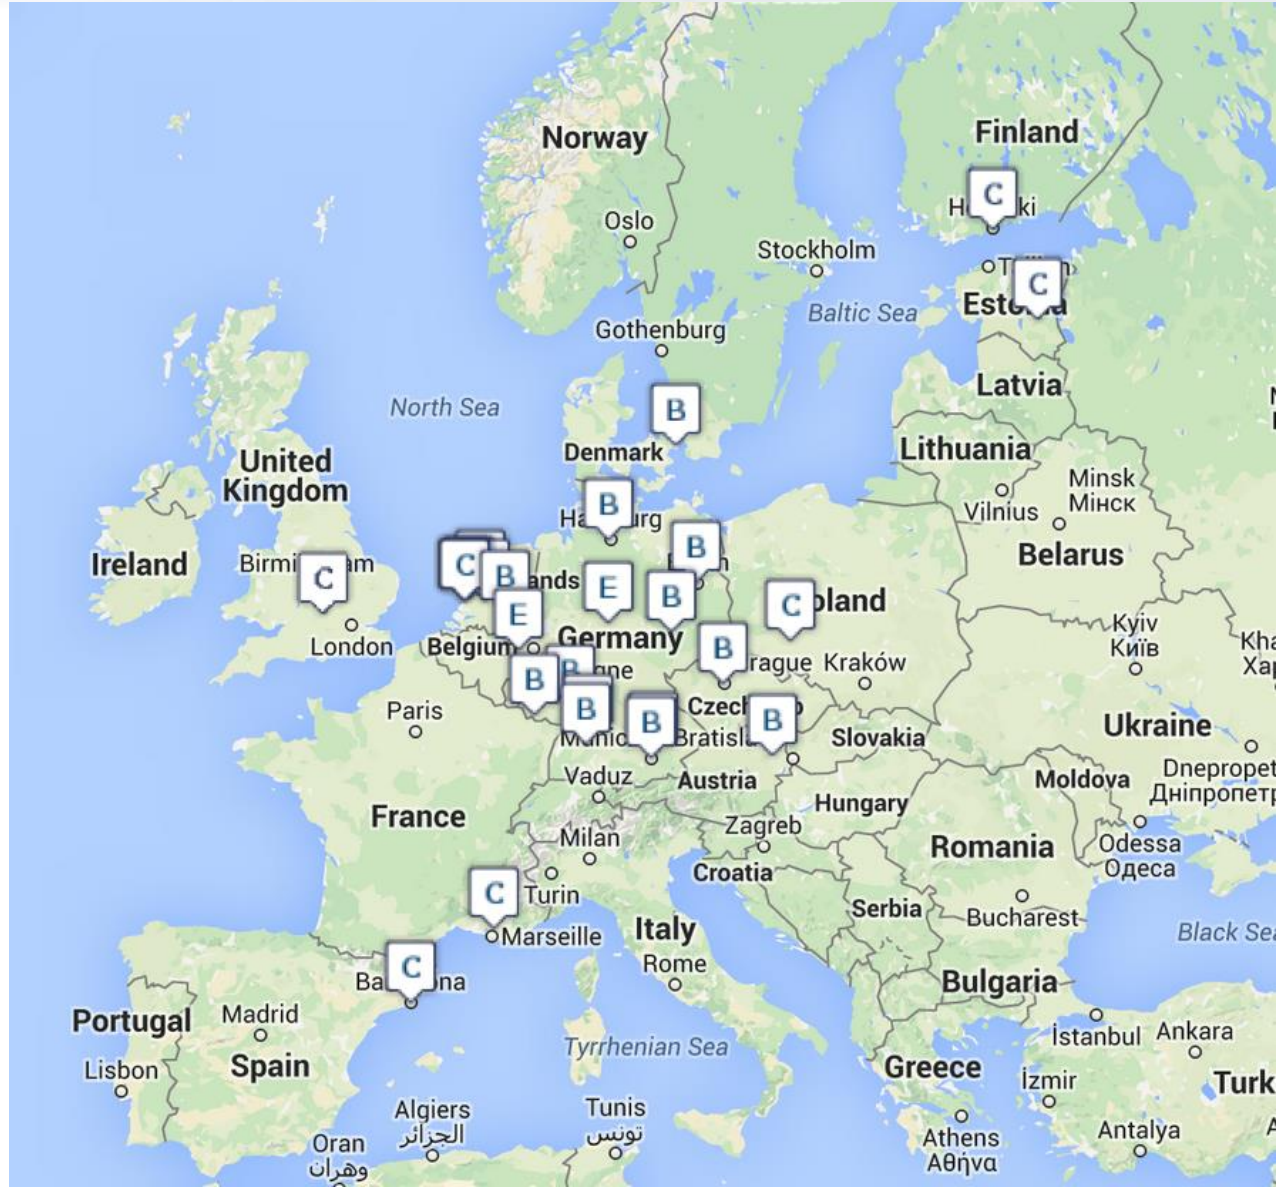 Norway
Finland
Oslo
C
Stockholm
C
Baltic Sea
Gothenburg
Latvia
North Sea
B
Denmark
Lithuania
United
Kingdom
Minsk
Мінск
B
Vilnius
Ireland
B
Belarus
C
B
C
E
B
C
E
London
Belgium
Germany
Kyiv
Київ
B
B
Kraków
B
Paris
B
B
B
Slovakia
Ukraine
Vaduz
Austria
Moldova
Hungary
France
Zagreb
Milan
Romania
Odessa
Одеса
Croatia
C
Turin
Serbia
Bucharest
Marseille
Italy
Black
Rome
C
Bulgaria
Portugal
Madrid
İstanbul
Ankara
Tyrrhenian Sea
Lisbon
Spain
Greece
İzmir
Algiers
الجزائر
Tunis
تونس
Athens
Αθήνα
Antalya
Oran
وهران